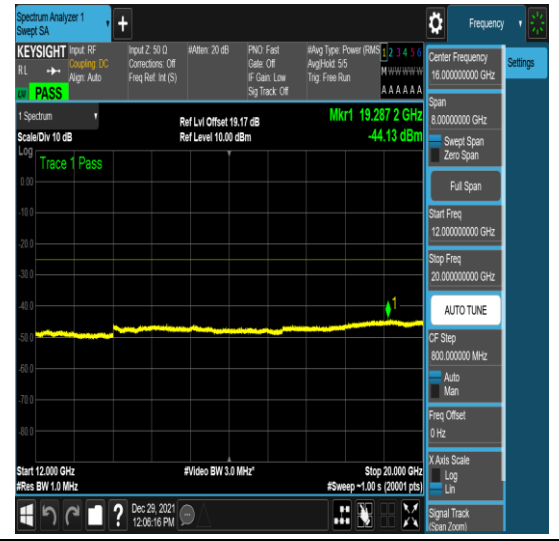 Spectrum Analyzer 1
Swept SA
Frequency
KEYSIGHT
RL
LW PASS
Input: RF
Coupling: DC
Align: Auto
Input Z: 50 Ω
Corrections: Off
Freq Ref: Int (S)
#Atten: 20 dB
PNO: Fast
Gate: Off
IF Gain: Low
Sig Track: Off
#Avg Type: Power (RMS
Avg|Hold: 5/5
Trig: Free Run
1 2 3 4 5 6
M W W W W W
A A A A A A
1 Spectrum
Scale/Div 10 dB
Ref Lvl Offset 19.17 dB
Ref Level 10.00 dBm
Mkr1 19.287 2 GHz
-44.13 dBm
Log
Trace 1 Pass
0.00
-10.0
-20.0
-30.0
-40.0
-50.0
-60.0
-70.0
-80.0
1
Start 12.000 GHz
#Res BW 1.0 MHz
#Video BW 3.0 MHz*
Stop 20.000 GHz
#Sweep ~1.00 s (20001 pts)
Dec 29, 2021
12:06:16 PM
Center Frequency
16.000000000 GHz
Settings
Span
8.00000000 GHz
Swept Span
Zero Span
Full Span
Start Freq
12.000000000 GHz
Stop Freq
20.000000000 GHz
AUTO TUNE
CF Step
800.000000 MHz
Auto
Man
Freq Offset
0 Hz
X Axis Scale
Log
Lin
Signal Track
(Span Zoom)